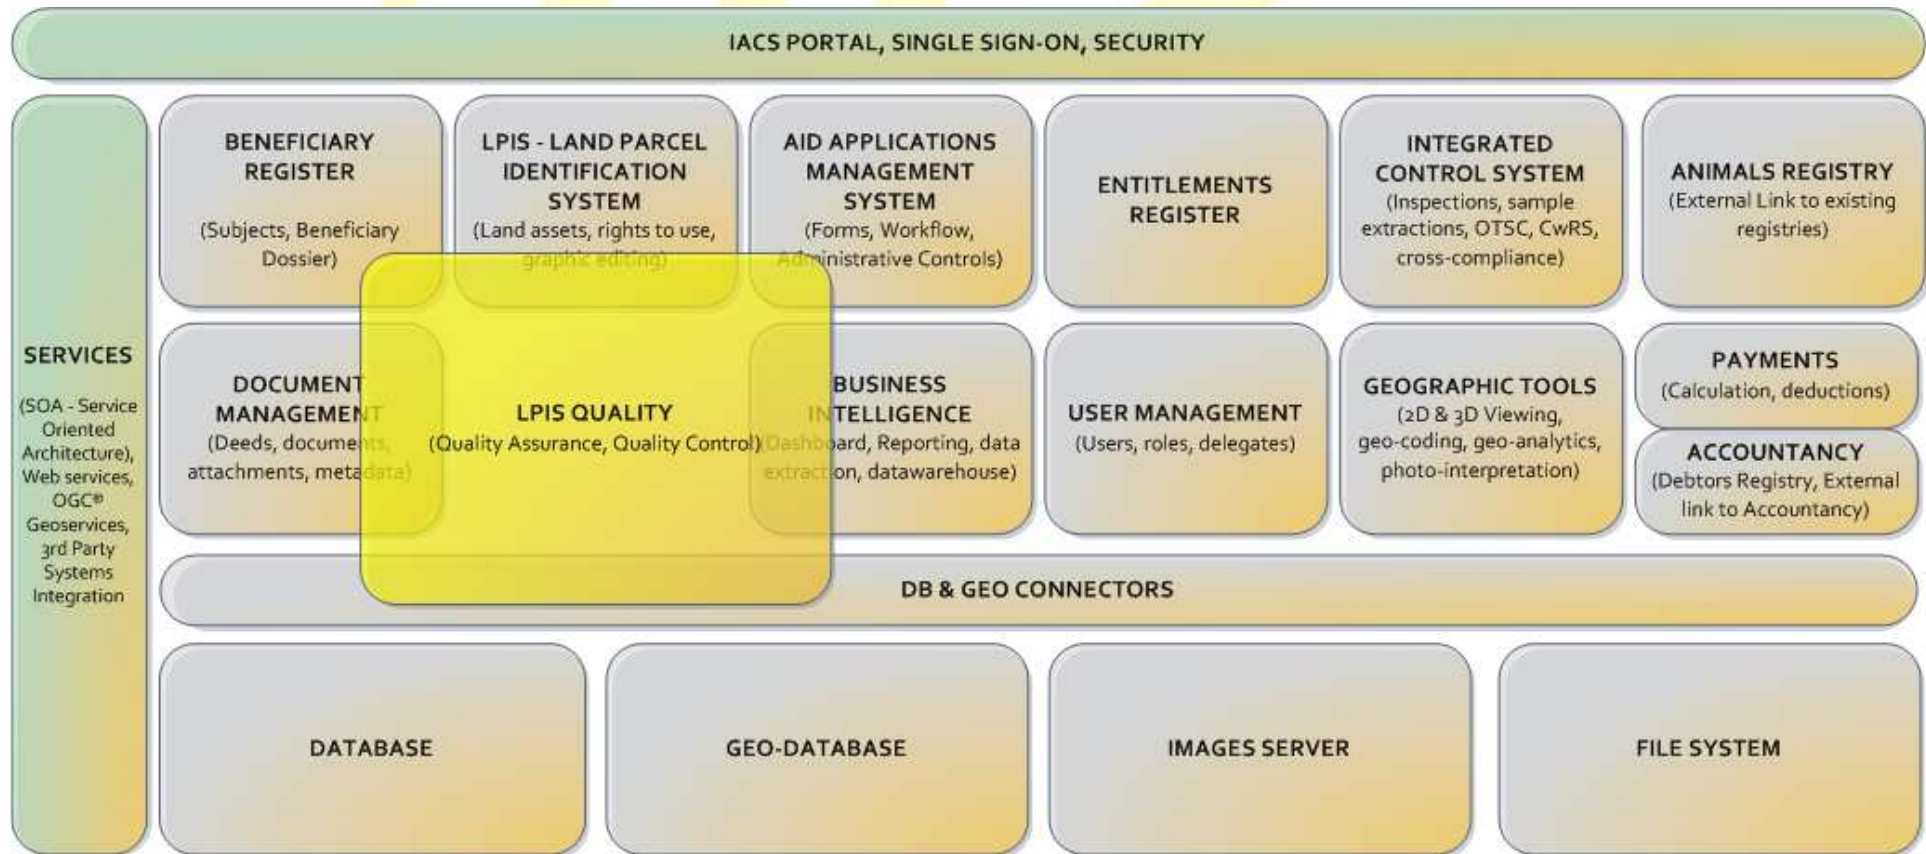 IACS PORTAL, SINGLE SIGN-ON, SECURITY
SERVICES
(SOA - Service
Oriented
Architecture),
Web services,
OGC®
Geoservices,
3rd Party
Systems
Integration
BENEFICIARY
REGISTER
(Subjects, Beneficiary
Dossier)
LPIS - LAND PARCEL
IDENTIFICATION
SYSTEM
(Land assets, rights to use,
graphic editing)
AID APPLICATIONS
MANAGEMENT
SYSTEM
(Forms, Workflow,
Administrative Controls)
ENTITLEMENTS
REGISTER
INTEGRATED
CONTROL SYSTEM
(Inspections, sample
extractions, OTSC, CwRS,
cross-compliance)
ANIMALS REGISTRY
(External Link to existing
registries)
DOCUMENT
MANAGEMENT
(Deeds, documents,
attachments, metadata)
LPIS QUALITY
(Quality Assurance, Quality Control)
BUSINESS
INTELLIGENCE
(Dashboard, Reporting, data
extraction, datawarehouse)
USER MANAGEMENT
(Users, roles, delegates)
GEOGRAPHIC TOOLS
(2D & 3D Viewing,
geo-coding, geo-analytics,
photo-interpretation)
PAYMENTS
(Calculation, deductions)
ACCOUNTANCY
(Debtors Registry, External
link to Accountancy)
DB & GEO CONNECTORS
DATABASE
GEO-DATABASE
IMAGES SERVER
FILE SYSTEM